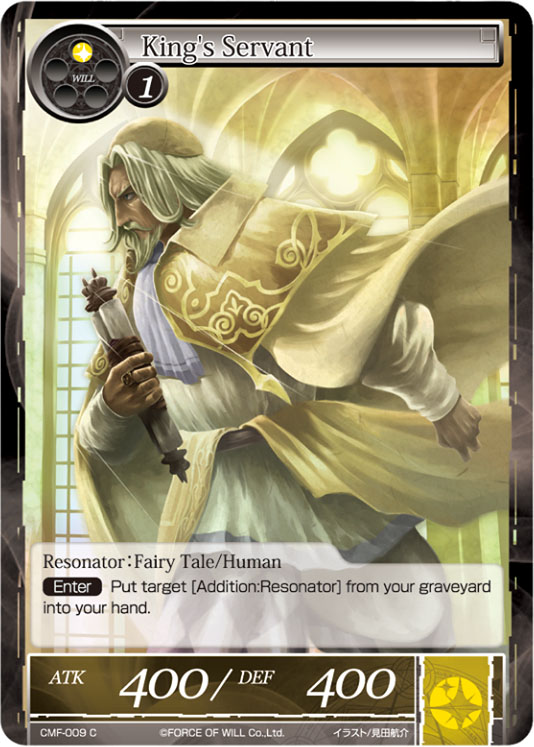 King's Servant
WILL
1
Resonator:Fairy Tale/Human
Enter Put target [Addition:Resonator] from your graveyard
into your hand.
ATK 400/ DEF 400
CMF-009 C ©FORCE OF WILL Co.,Ltd. イラスト/見田航介